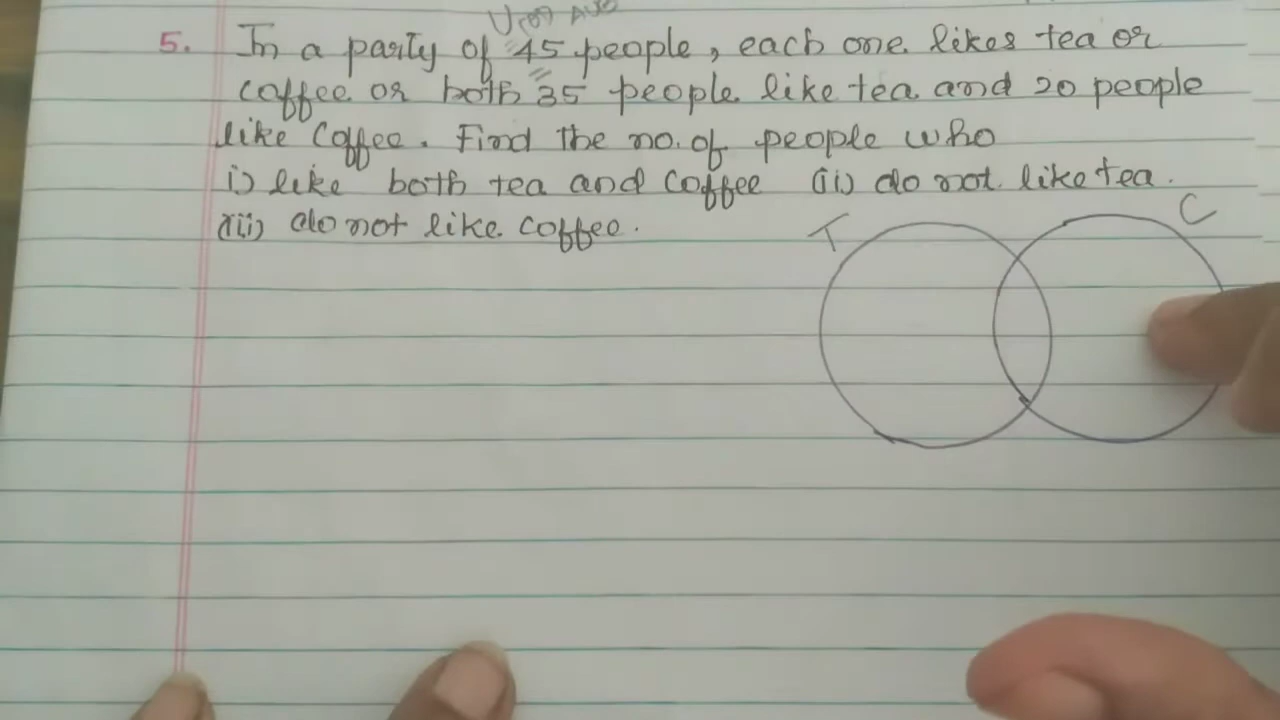 U (or) AUB
5. In a party of 45 people, each one likes tea or
coffee or both 35 people like tea and 20 people
like Coffee. Find the no. of people who
i) like both tea and Coffee (ii) do not like tea.
(iii) do not like coffee.
T C